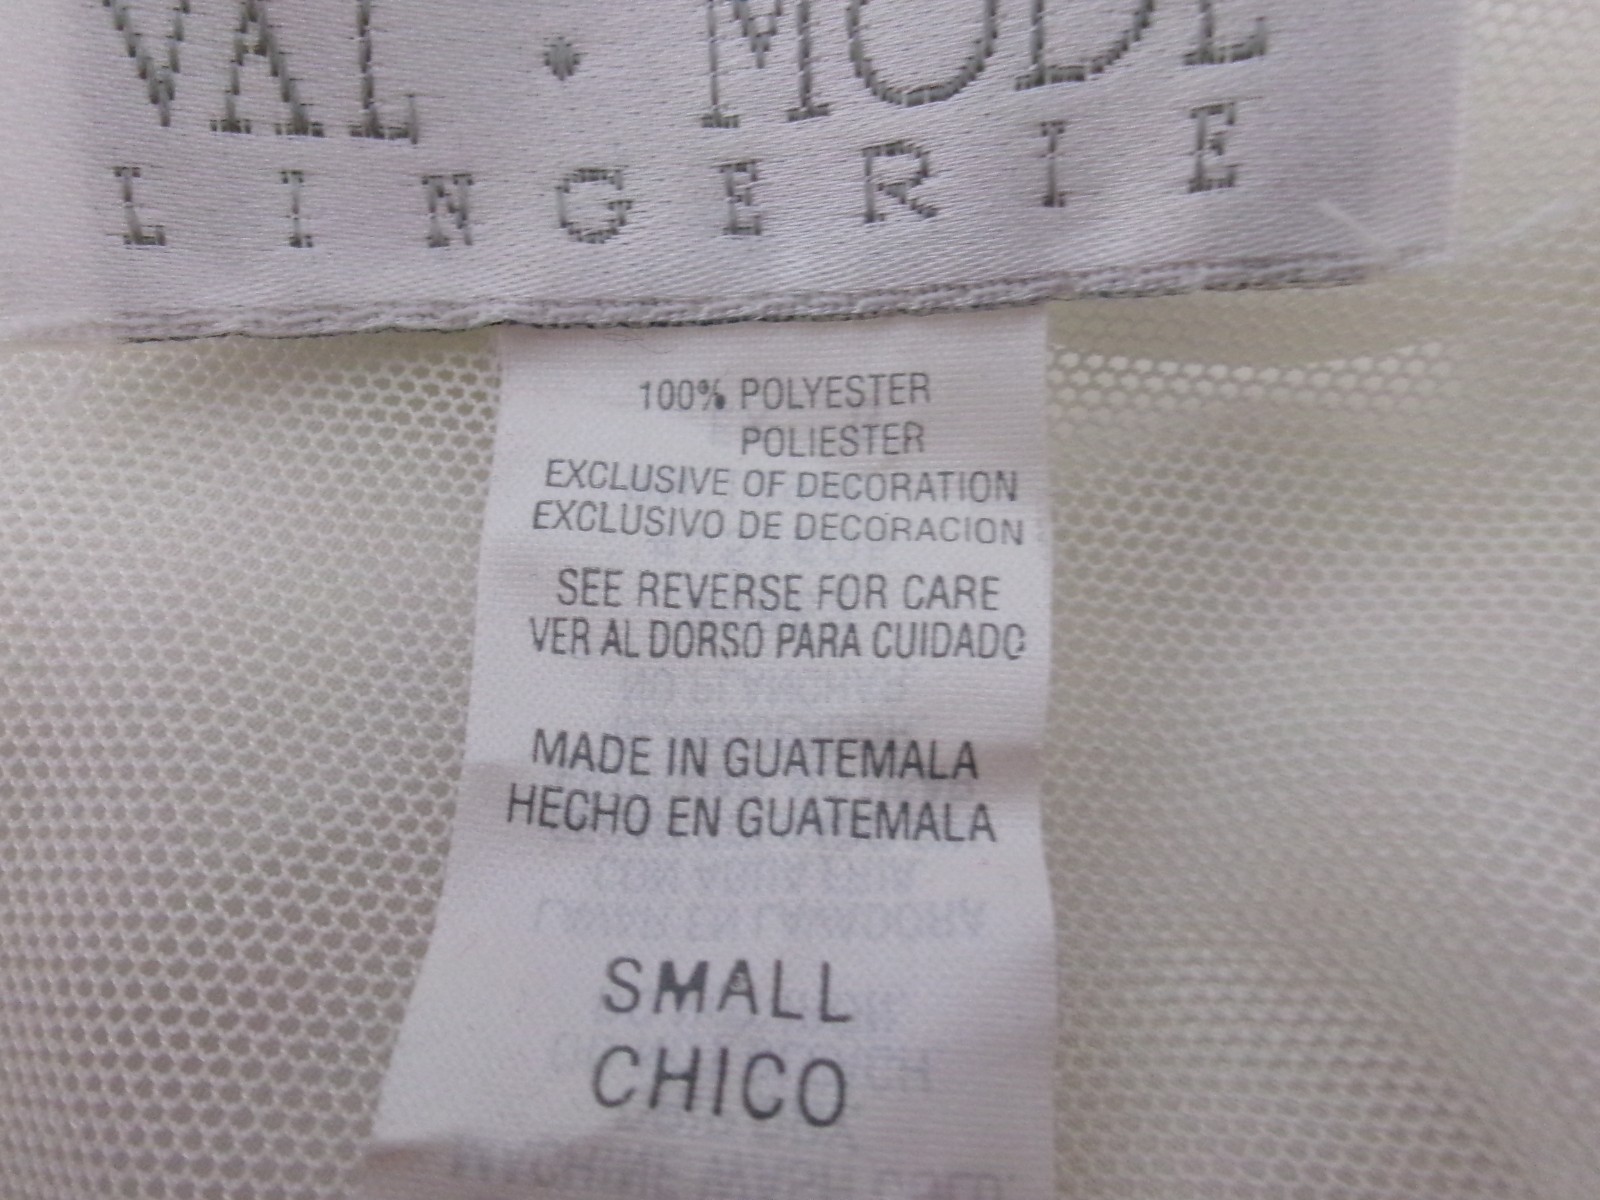 VAL • MODE
LINGERIE
100% POLYESTER
POLIESTER
EXCLUSIVE OF DECORATION
EXCLUSIVO DE DECORACION
SEE REVERSE FOR CARE
VER AL DORSO PARA CUIDADO
MADE IN GUATEMALA
HECHO EN GUATEMALA
SMALL
CHICO